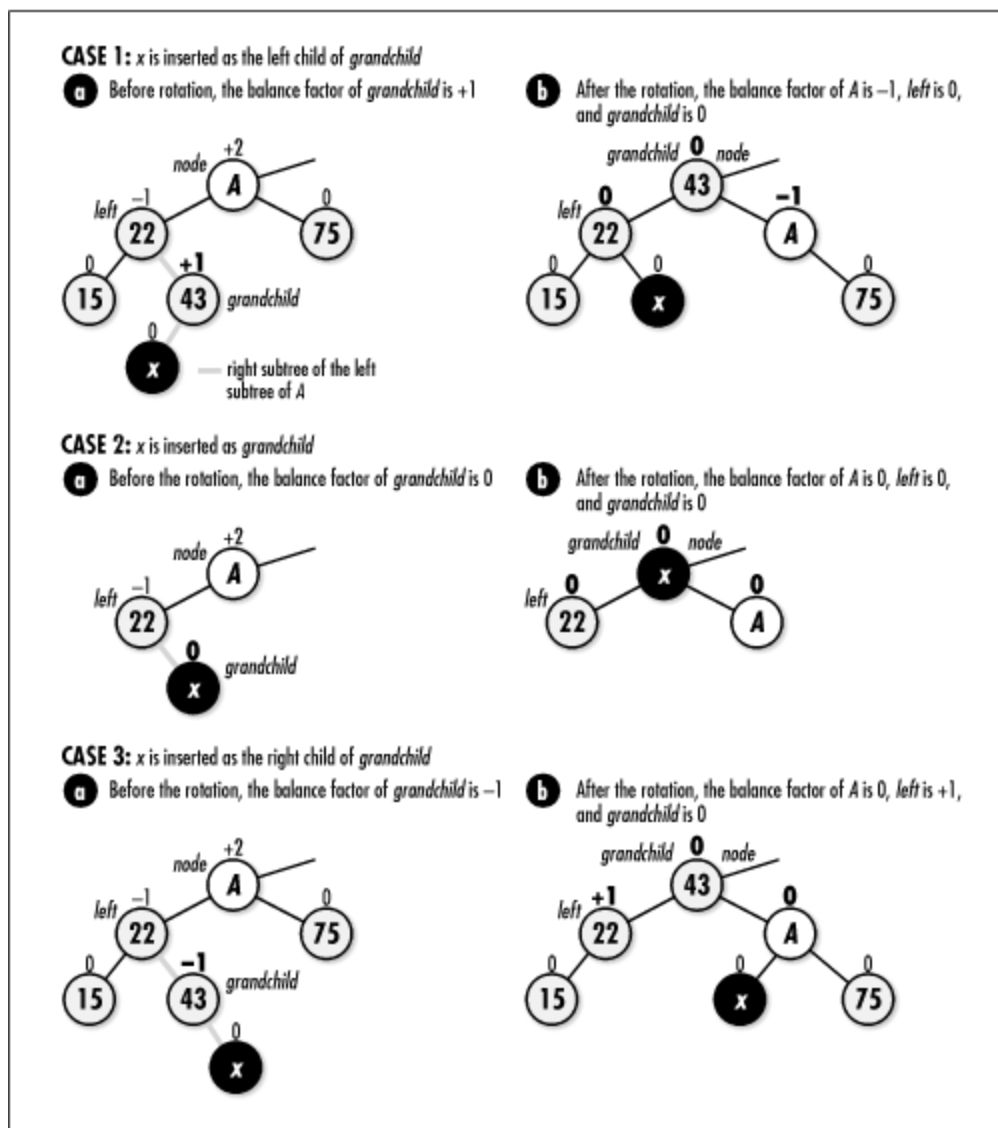 CASE 1: x is inserted as the left child of grandchild
a Before rotation, the balance factor of grandchild is +1
b After the rotation, the balance factor of A is –1, left is 0,
and grandchild is 0
+2
node
A
–1
left
22
0
75
0
15
+1
43
grandchild
0
x
right subtree of the left
subtree of A
grandchild 0 node
43
0
left
22
–1
A
0
15
0
x
0
75
CASE 2: x is inserted as grandchild
a Before the rotation, the balance factor of grandchild is 0
b After the rotation, the balance factor of A is 0, left is 0,
and grandchild is 0
+2
node
A
–1
left
22
0
grandchild
x
grandchild 0 node
x
0
left
22
0
A
CASE 3: x is inserted as the right child of grandchild
a Before the rotation, the balance factor of grandchild is –1
b After the rotation, the balance factor of A is 0, left is +1,
and grandchild is 0
+2
node
A
–1
left
22
0
75
0
15
–1
43
grandchild
0
x
grandchild 0 node
43
+1
left
22
0
A
0
15
0
x
0
75